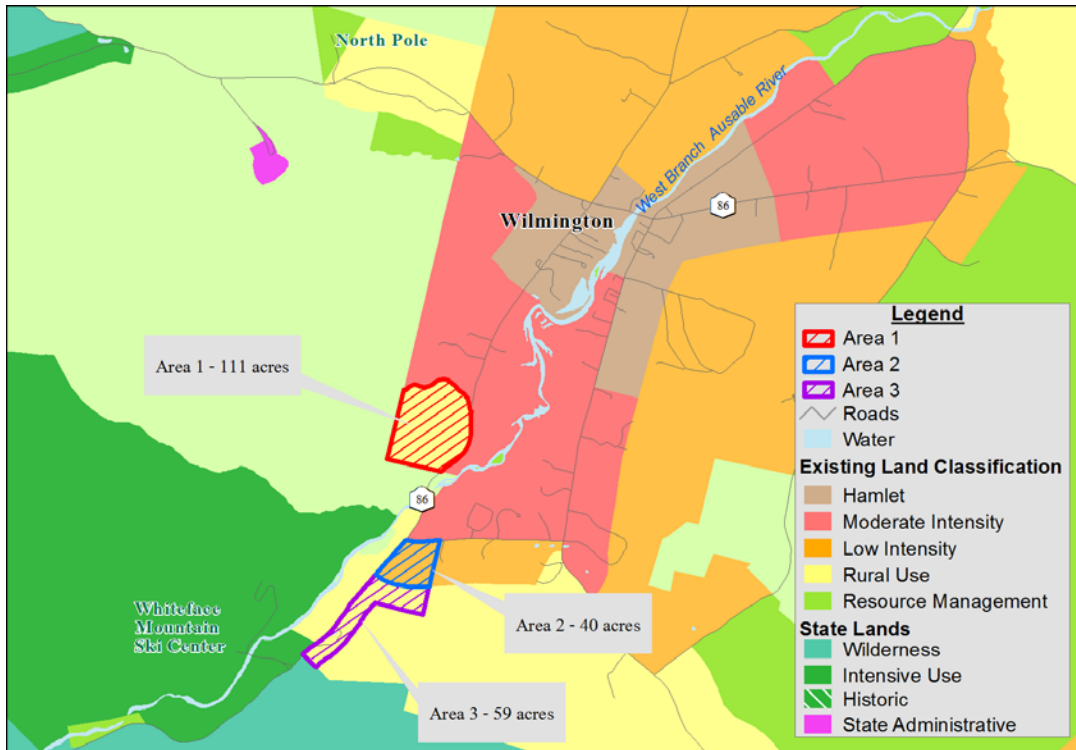 North Pole
West Branch Ausable River
Wilmington
86
Area 1 - 111 acres
86
Whiteface
Mountain
Ski Center
Area 2 - 40 acres
Area 3 - 59 acres
Legend
Area 1
Area 2
Area 3
Roads
Water
Existing Land Classification
Hamlet
Moderate Intensity
Low Intensity
Rural Use
Resource Management
State Lands
Wilderness
Intensive Use
Historic
State Administrative